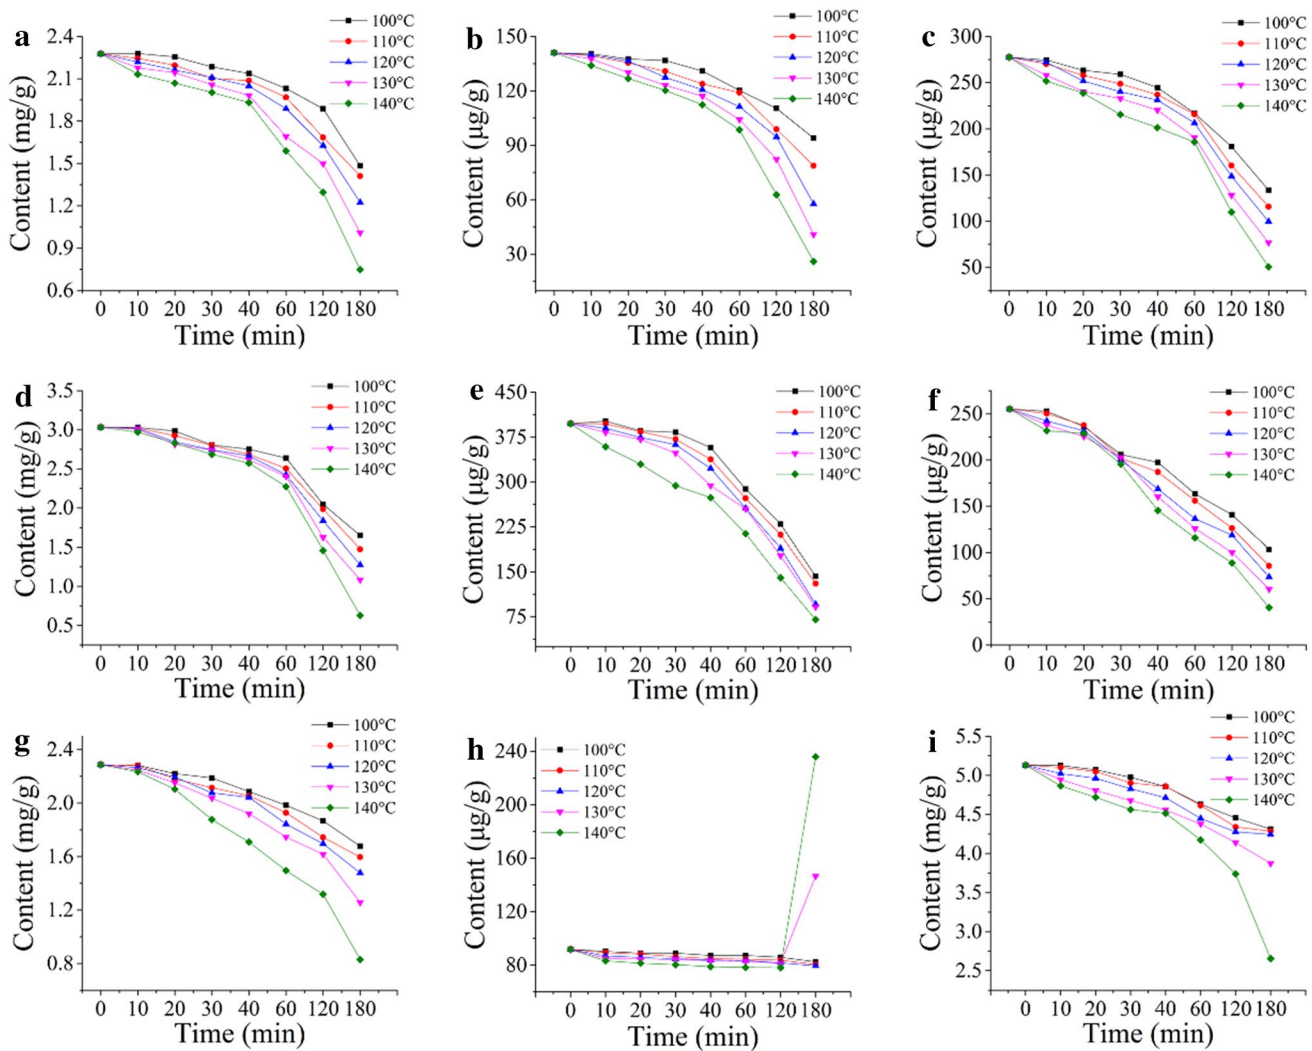 a
Content (mg/g)
2.4
2.1
1.8
1.5
1.2
0.9
0.6
100°C
110°C
120°C
130°C
140°C
0 10 20 30 40 60 120 180
Time (min)
b
Content (μg/g)
150
120
90
60
30
100°C
110°C
120°C
130°C
140°C
0 10 20 30 40 60 120 180
Time (min)
c
Content (μg/g)
300
250
200
150
100
50
100°C
110°C
120°C
130°C
140°C
0 10 20 30 40 60 120 180
Time (min)
d
Content (mg/g)
3.5
3.0
2.5
2.0
1.5
1.0
0.5
100°C
110°C
120°C
130°C
140°C
0 10 20 30 40 60 120 180
Time (min)
e
Content (μg/g)
450
375
300
225
150
75
100°C
110°C
120°C
130°C
140°C
0 10 20 30 40 60 120 180
Time (min)
f
Content (μg/g)
250
200
150
100
50
0
100°C
110°C
120°C
130°C
140°C
0 10 20 30 40 60 120 180
Time (min)
g
Content (mg/g)
2.4
2.0
1.6
1.2
0.8
100°C
110°C
120°C
130°C
140°C
0 10 20 30 40 60 120 180
Time (min)
h
Content (μg/g)
240
200
160
120
80
100°C
110°C
120°C
130°C
140°C
0 10 20 30 40 60 120 180
Time (min)
i
Content (mg/g)
5.5
5.0
4.5
4.0
3.5
3.0
2.5
100°C
110°C
120°C
130°C
140°C
0 10 20 30 40 60 120 180
Time (min)